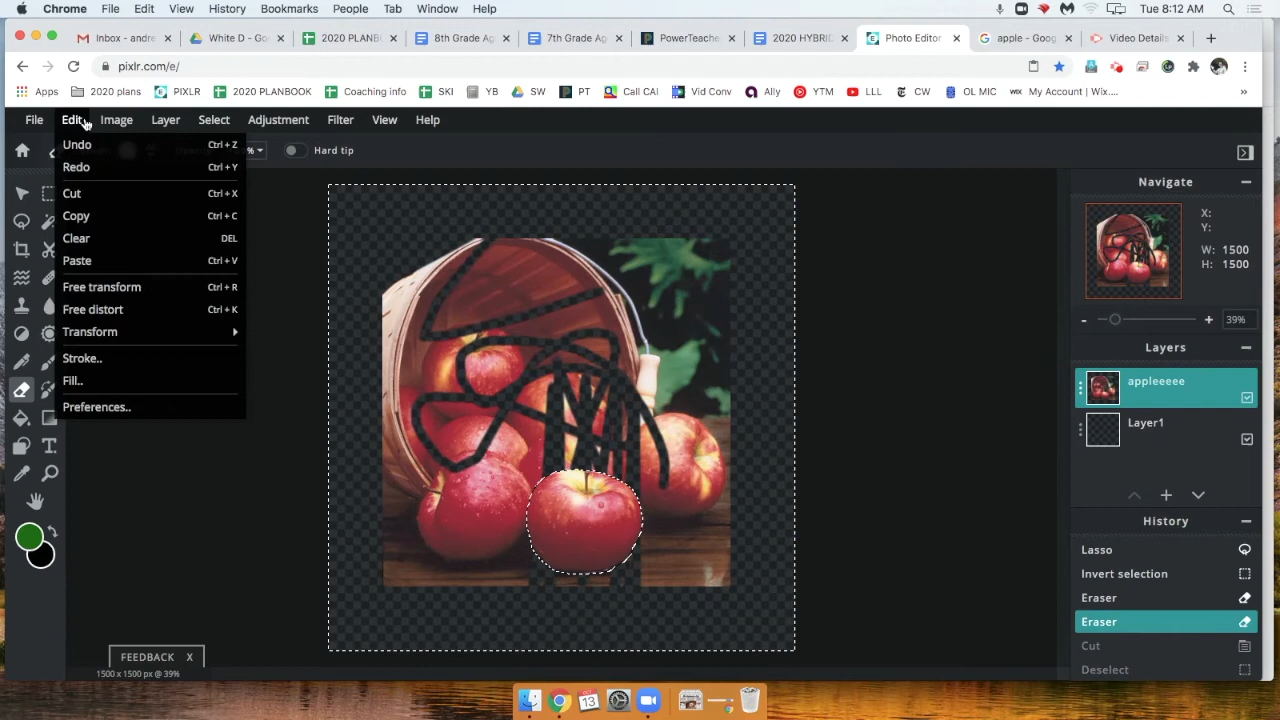 Chrome File Edit View History Bookmarks People Tab Window Help Tue 8:12 AM
Inbox - andre White D - Go 2020 PLANB 8th Grade Ag 7th Grade Ag PowerTeache 2020 HYBRID Photo Editor apple - Goog Video Details
pixlr.com/e/
Apps 2020 plans PIXLR 2020 PLANBOOK Coaching info SKI YB SW PT Call CAI Vid Conv Ally YTM LLL CW OL MIC WIX My Account | Wix....
File Edit Image Layer Select Adjustment Filter View Help
Undo Ctrl + Z
Redo Ctrl + Y
Cut Ctrl + X
Copy Ctrl + C
Clear DEL
Paste Ctrl + V
Free transform Ctrl + R
Free distort Ctrl + K
Transform
Stroke..
Fill..
Preferences..
% Hard tip
Navigate
X:
Y:
W: 1500
H: 1500
- + 39%
Layers
appleeeee
Layer1
History
Lasso
Invert selection
Eraser
Eraser
Cut
Deselect
FEEDBACK X
1500 x 1500 px @ 39%
OCT
13